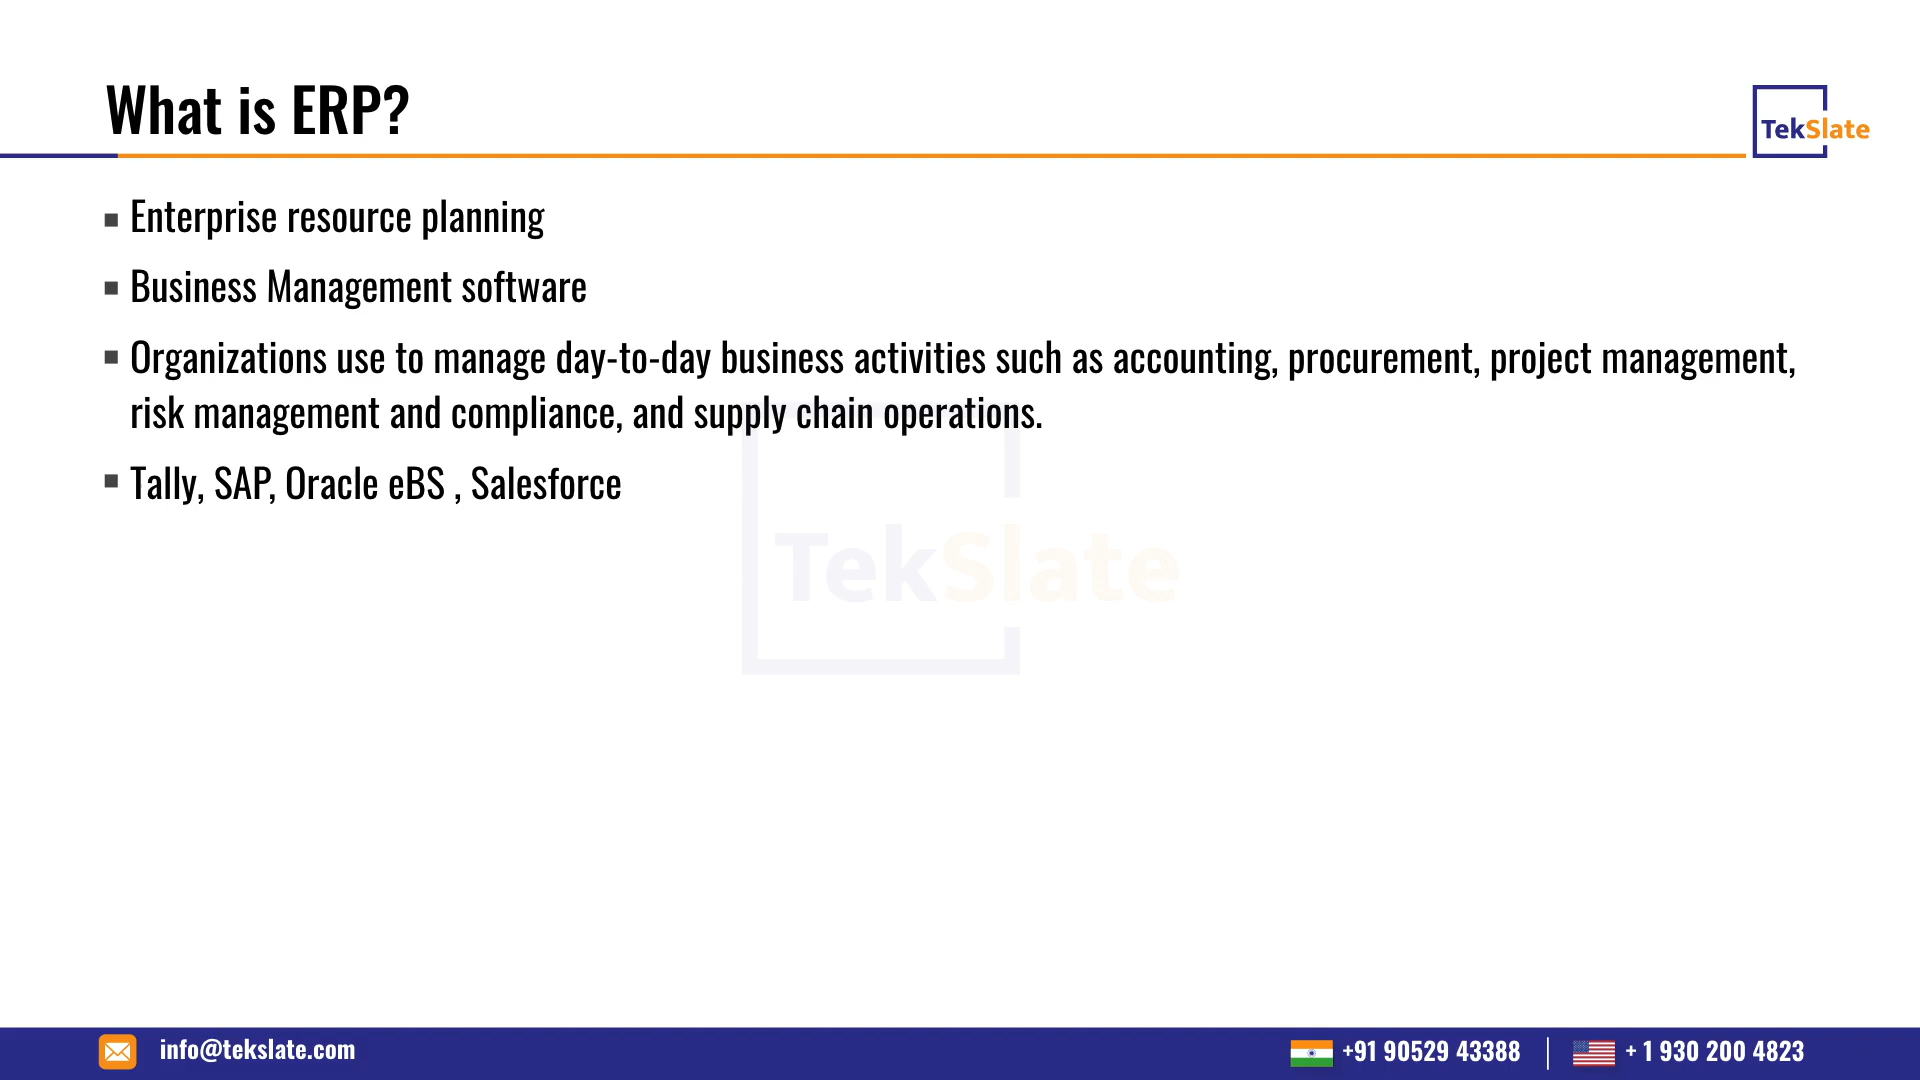 What is ERP?
TekSlate
▪ Enterprise resource planning
▪ Business Management software
▪ Organizations use to manage day-to-day business activities such as accounting, procurement, project management,
risk management and compliance, and supply chain operations.
▪ Tally, SAP, Oracle eBS , Salesforce
TekSlate
info@tekslate.com
+91 90529 43388
+ 1 930 200 4823